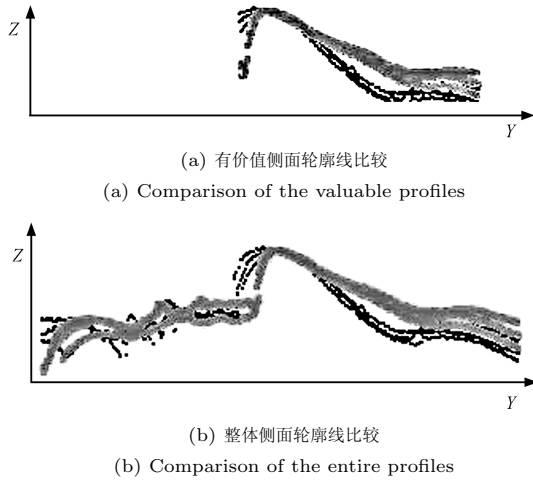 Z
Y
(a) 有价值侧面轮廓线比较
(a) Comparison of the valuable profiles
Z
Y
(b) 整体侧面轮廓线比较
(b) Comparison of the entire profiles